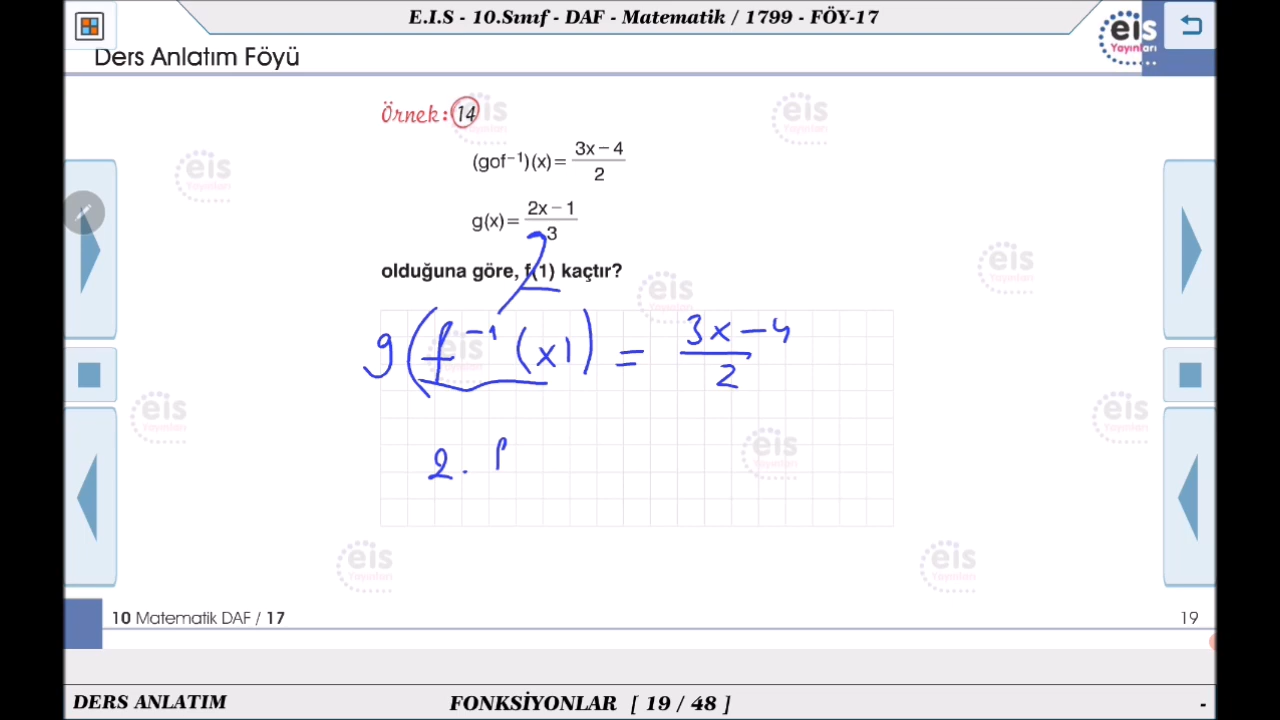 E.I.S - 10.Sınıf - DAF - Matematik / 1799 - FÖY-17
Ders Anlatım Föyü
eis
Yayınları
Örnek: 14
(gof⁻¹)(x) = (3x – 4)/2
g(x) = (2x – 1)/3
olduğuna göre, f(1) kaçtır?
g(f⁻¹(x)) = (3x – 4)/2
2.
10 Matematik DAF / 17
19
DERS ANLATIM
FONKSİYONLAR [ 19 / 48 ]
-